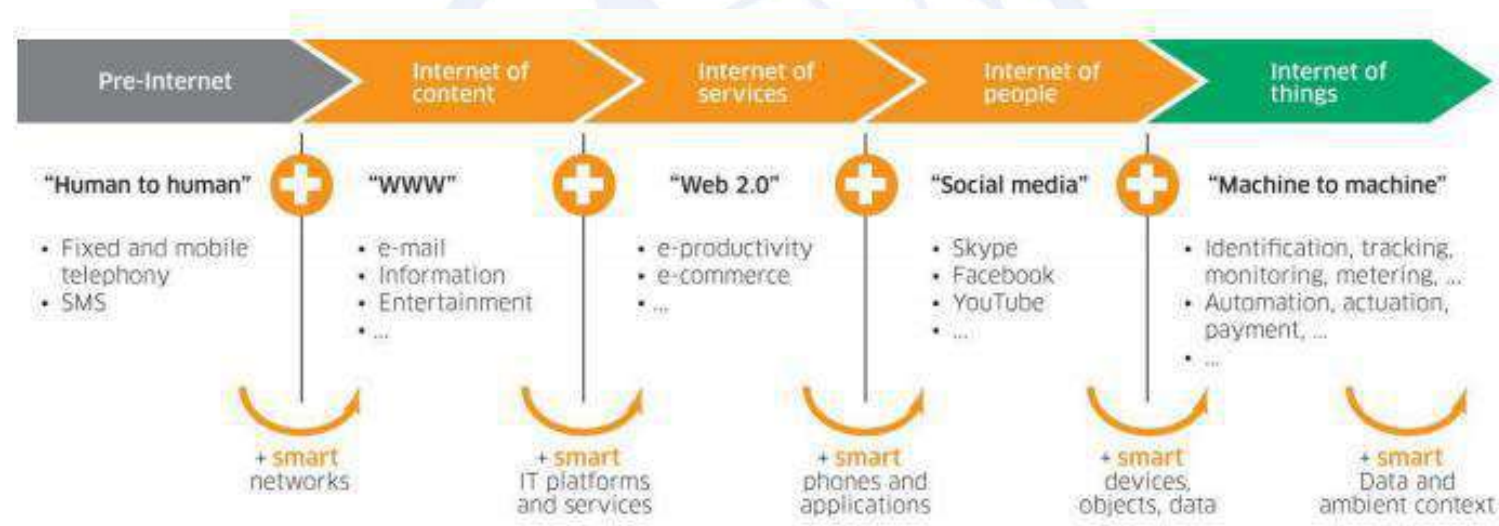 Pre-Internet
Internet of
content
Internet of
services
Internet of
people
Internet of
things
"Human to human"
• Fixed and mobile
telephony
• SMS
"WWW"
• e-mail
• Information
• Entertainment
• ...
"Web 2.0"
• e-productivity
• e-commerce
• ...
"Social media"
• Skype
• Facebook
• YouTube
• ...
"Machine to machine"
• Identification, tracking,
monitoring, metering, ...
• Automation, actuation,
payment, ...
• ...
+ smart
networks
+ smart
IT platforms
and services
+ smart
phones and
applications
+ smart
devices,
objects, data
+ smart
Data and
ambient context